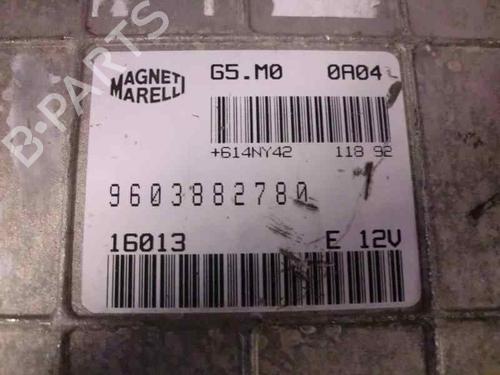 B-PARTS
MAGNETI
MARELLI
G5.M0 0A04
+614NY42 118 92
9603882780
16013 E 12V